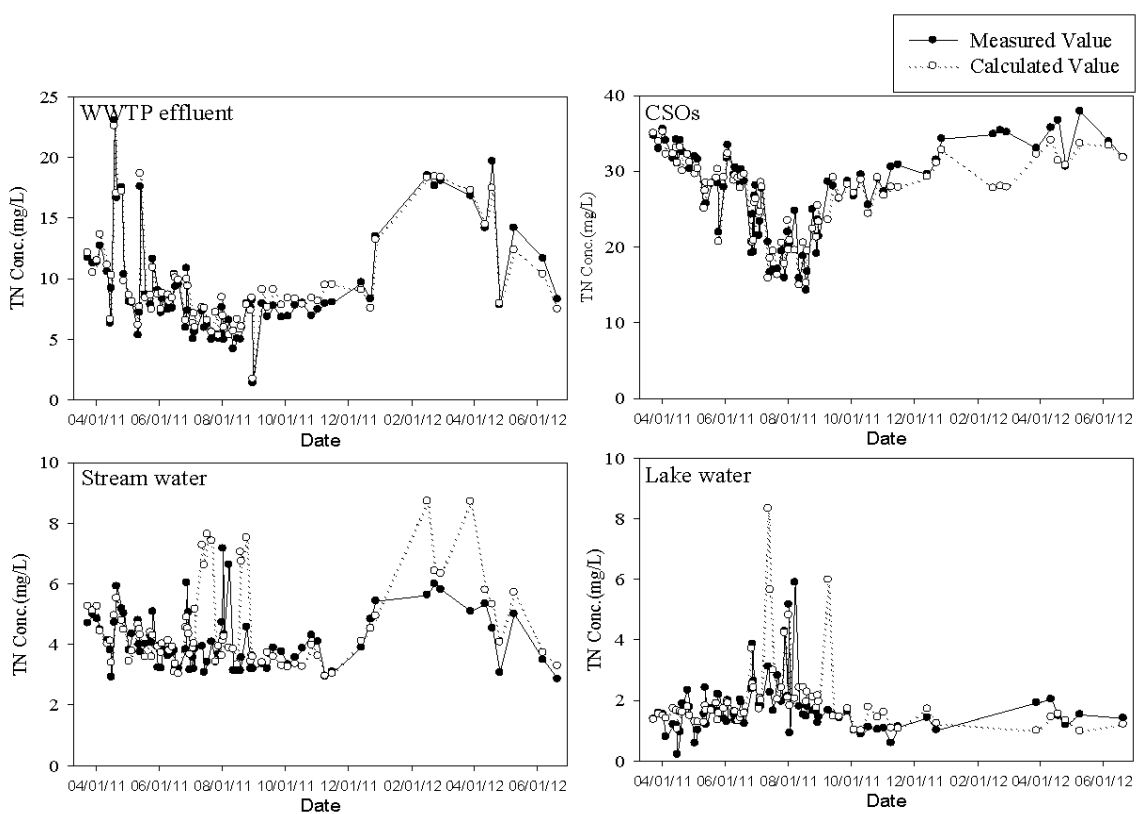 Measured Value
Calculated Value
WWTP effluent
TN Conc.(mg/L)
25
20
15
10
5
0
04/01/11 06/01/11 08/01/11 10/01/11 12/01/11 02/01/12 04/01/12 06/01/12
Date
CSOs
TN Conc.(mg/L)
40
30
20
10
0
04/01/11 06/01/11 08/01/11 10/01/11 12/01/11 02/01/12 04/01/12 06/01/12
Date
Stream water
TN Conc.(mg/L)
10
8
6
4
2
0
04/01/11 06/01/11 08/01/11 10/01/11 12/01/11 02/01/12 04/01/12 06/01/12
Date
Lake water
TN Conc.(mg/L)
10
8
6
4
2
0
04/01/11 06/01/11 08/01/11 10/01/11 12/01/11 02/01/12 04/01/12 06/01/12
Date